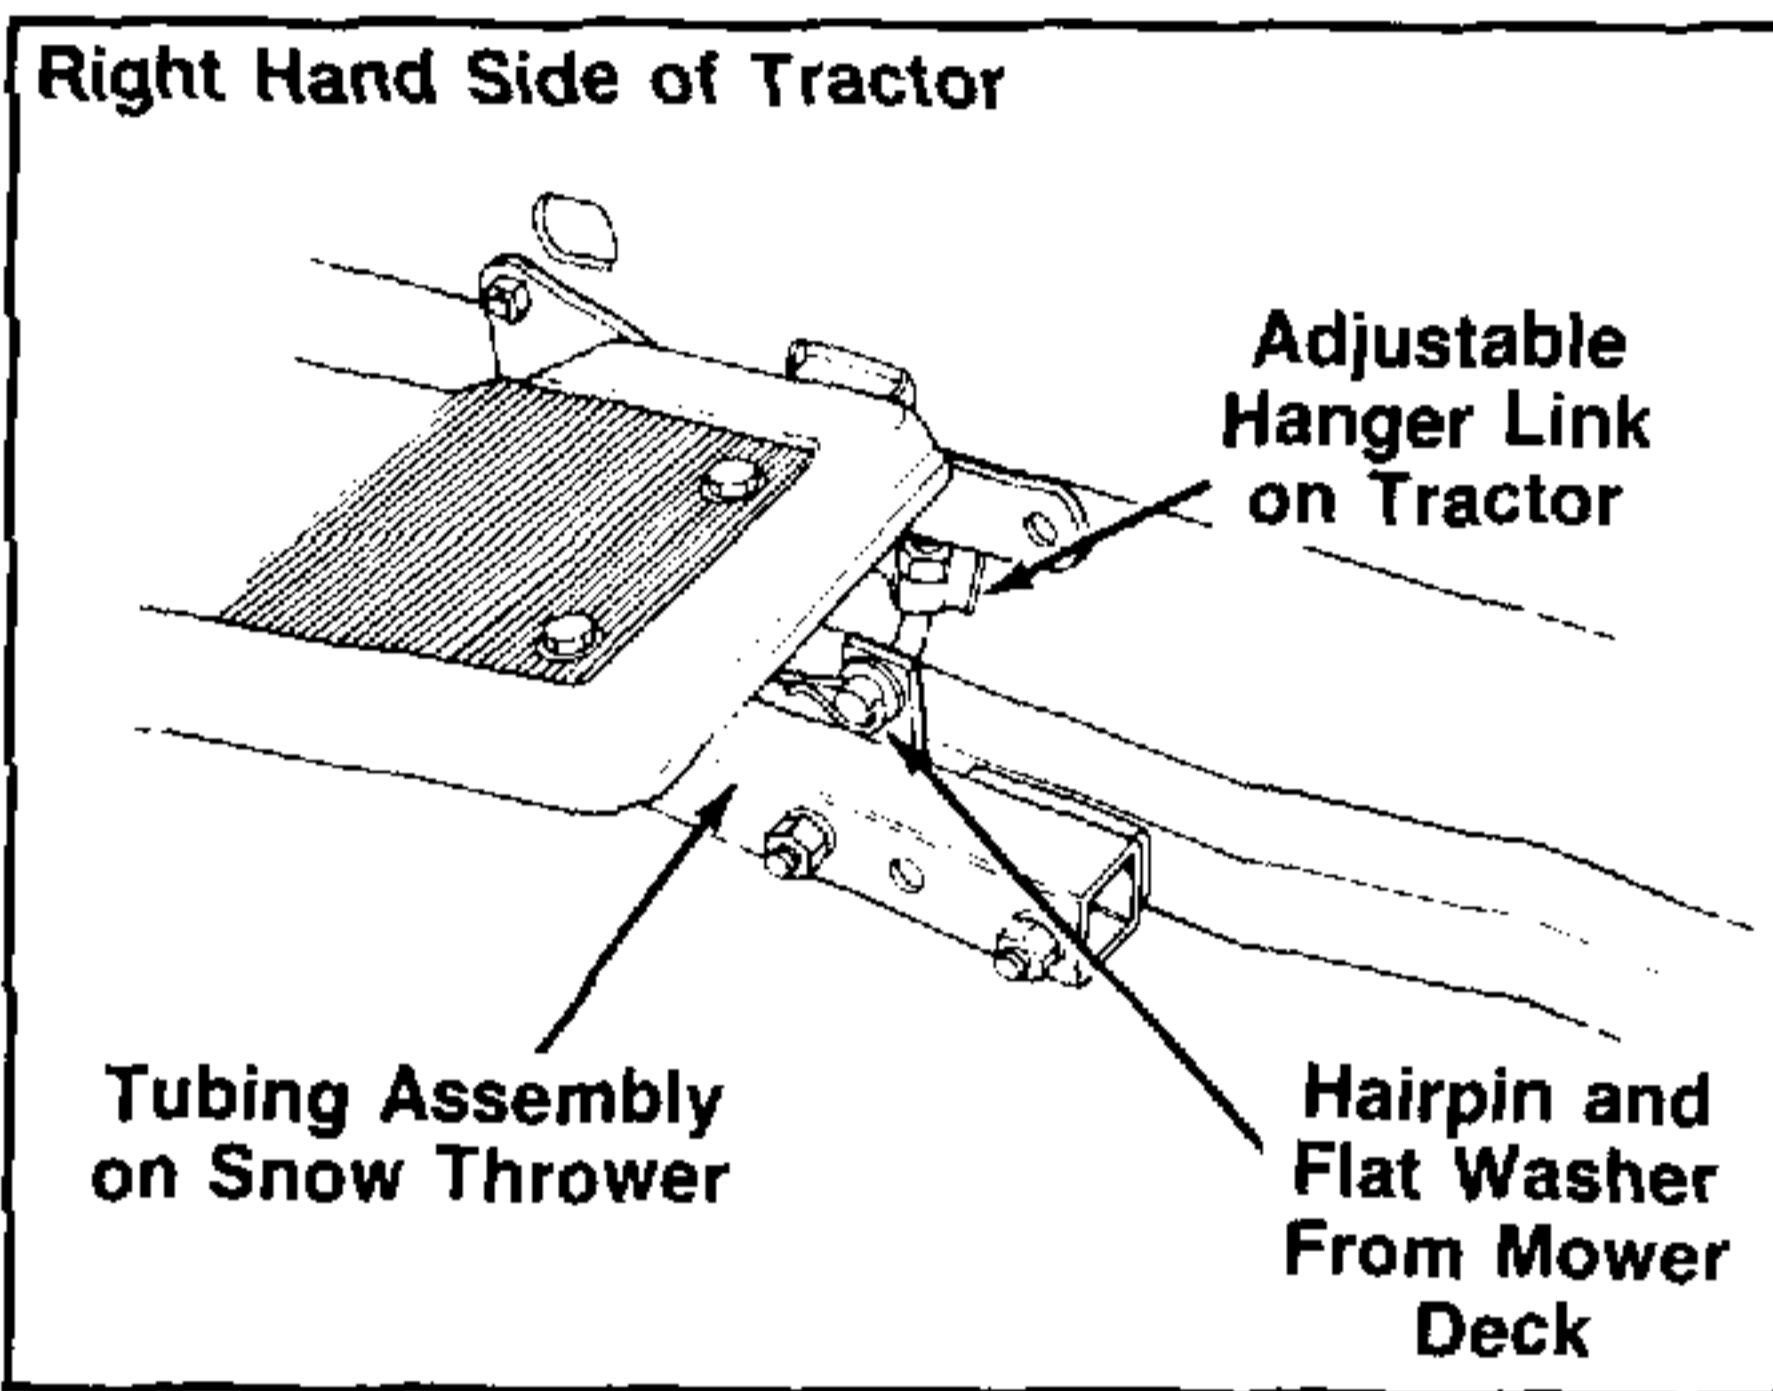 Right Hand Side of Tractor
Adjustable
Hanger Link
on Tractor
Tubing Assembly
on Snow Thrower
Hairpin and
Flat Washer
From Mower
Deck